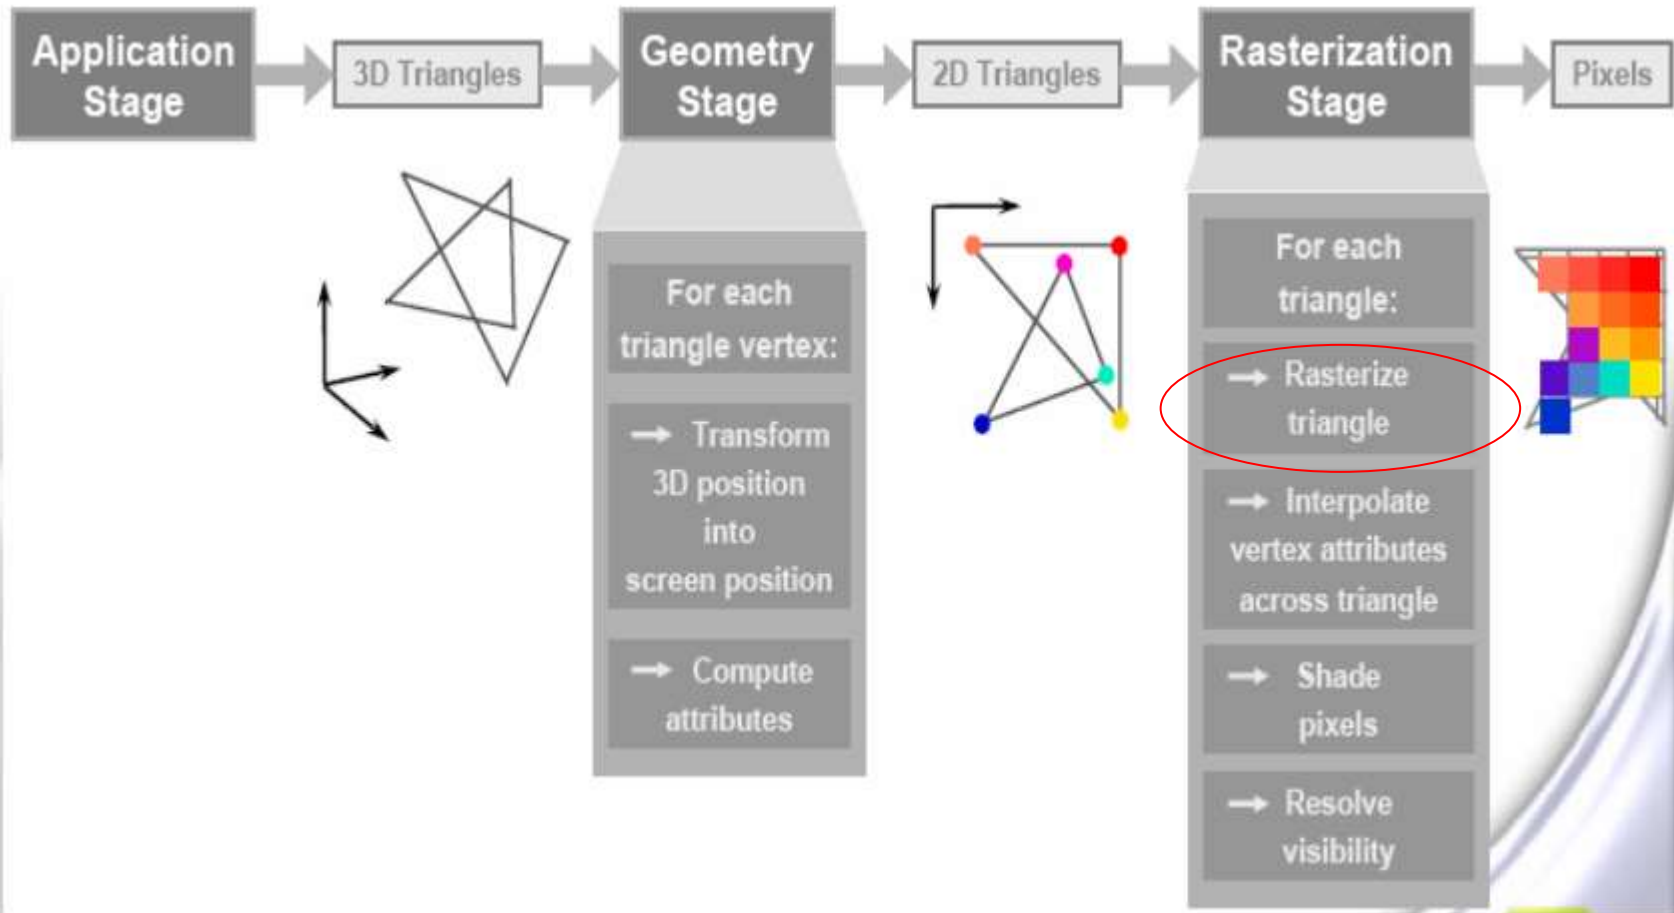 Application
Stage
3D Triangles
Geometry
Stage
2D Triangles
Rasterization
Stage
Pixels
For each
triangle vertex:
→ Transform
3D position
into
screen position
→ Compute
attributes
For each
triangle:
→ Rasterize
triangle
→ Interpolate
vertex attributes
across triangle
→ Shade
pixels
→ Resolve
visibility